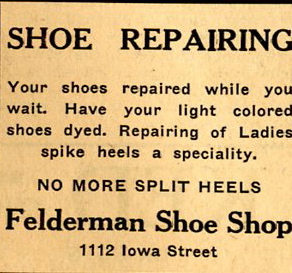 SHOE REPAIRING
Your shoes repaired while you
wait. Have your light colored
shoes dyed. Repairing of Ladies
spike heels a speciality.
NO MORE SPLIT HEELS
Felderman Shoe Shop
1112 Iowa Street